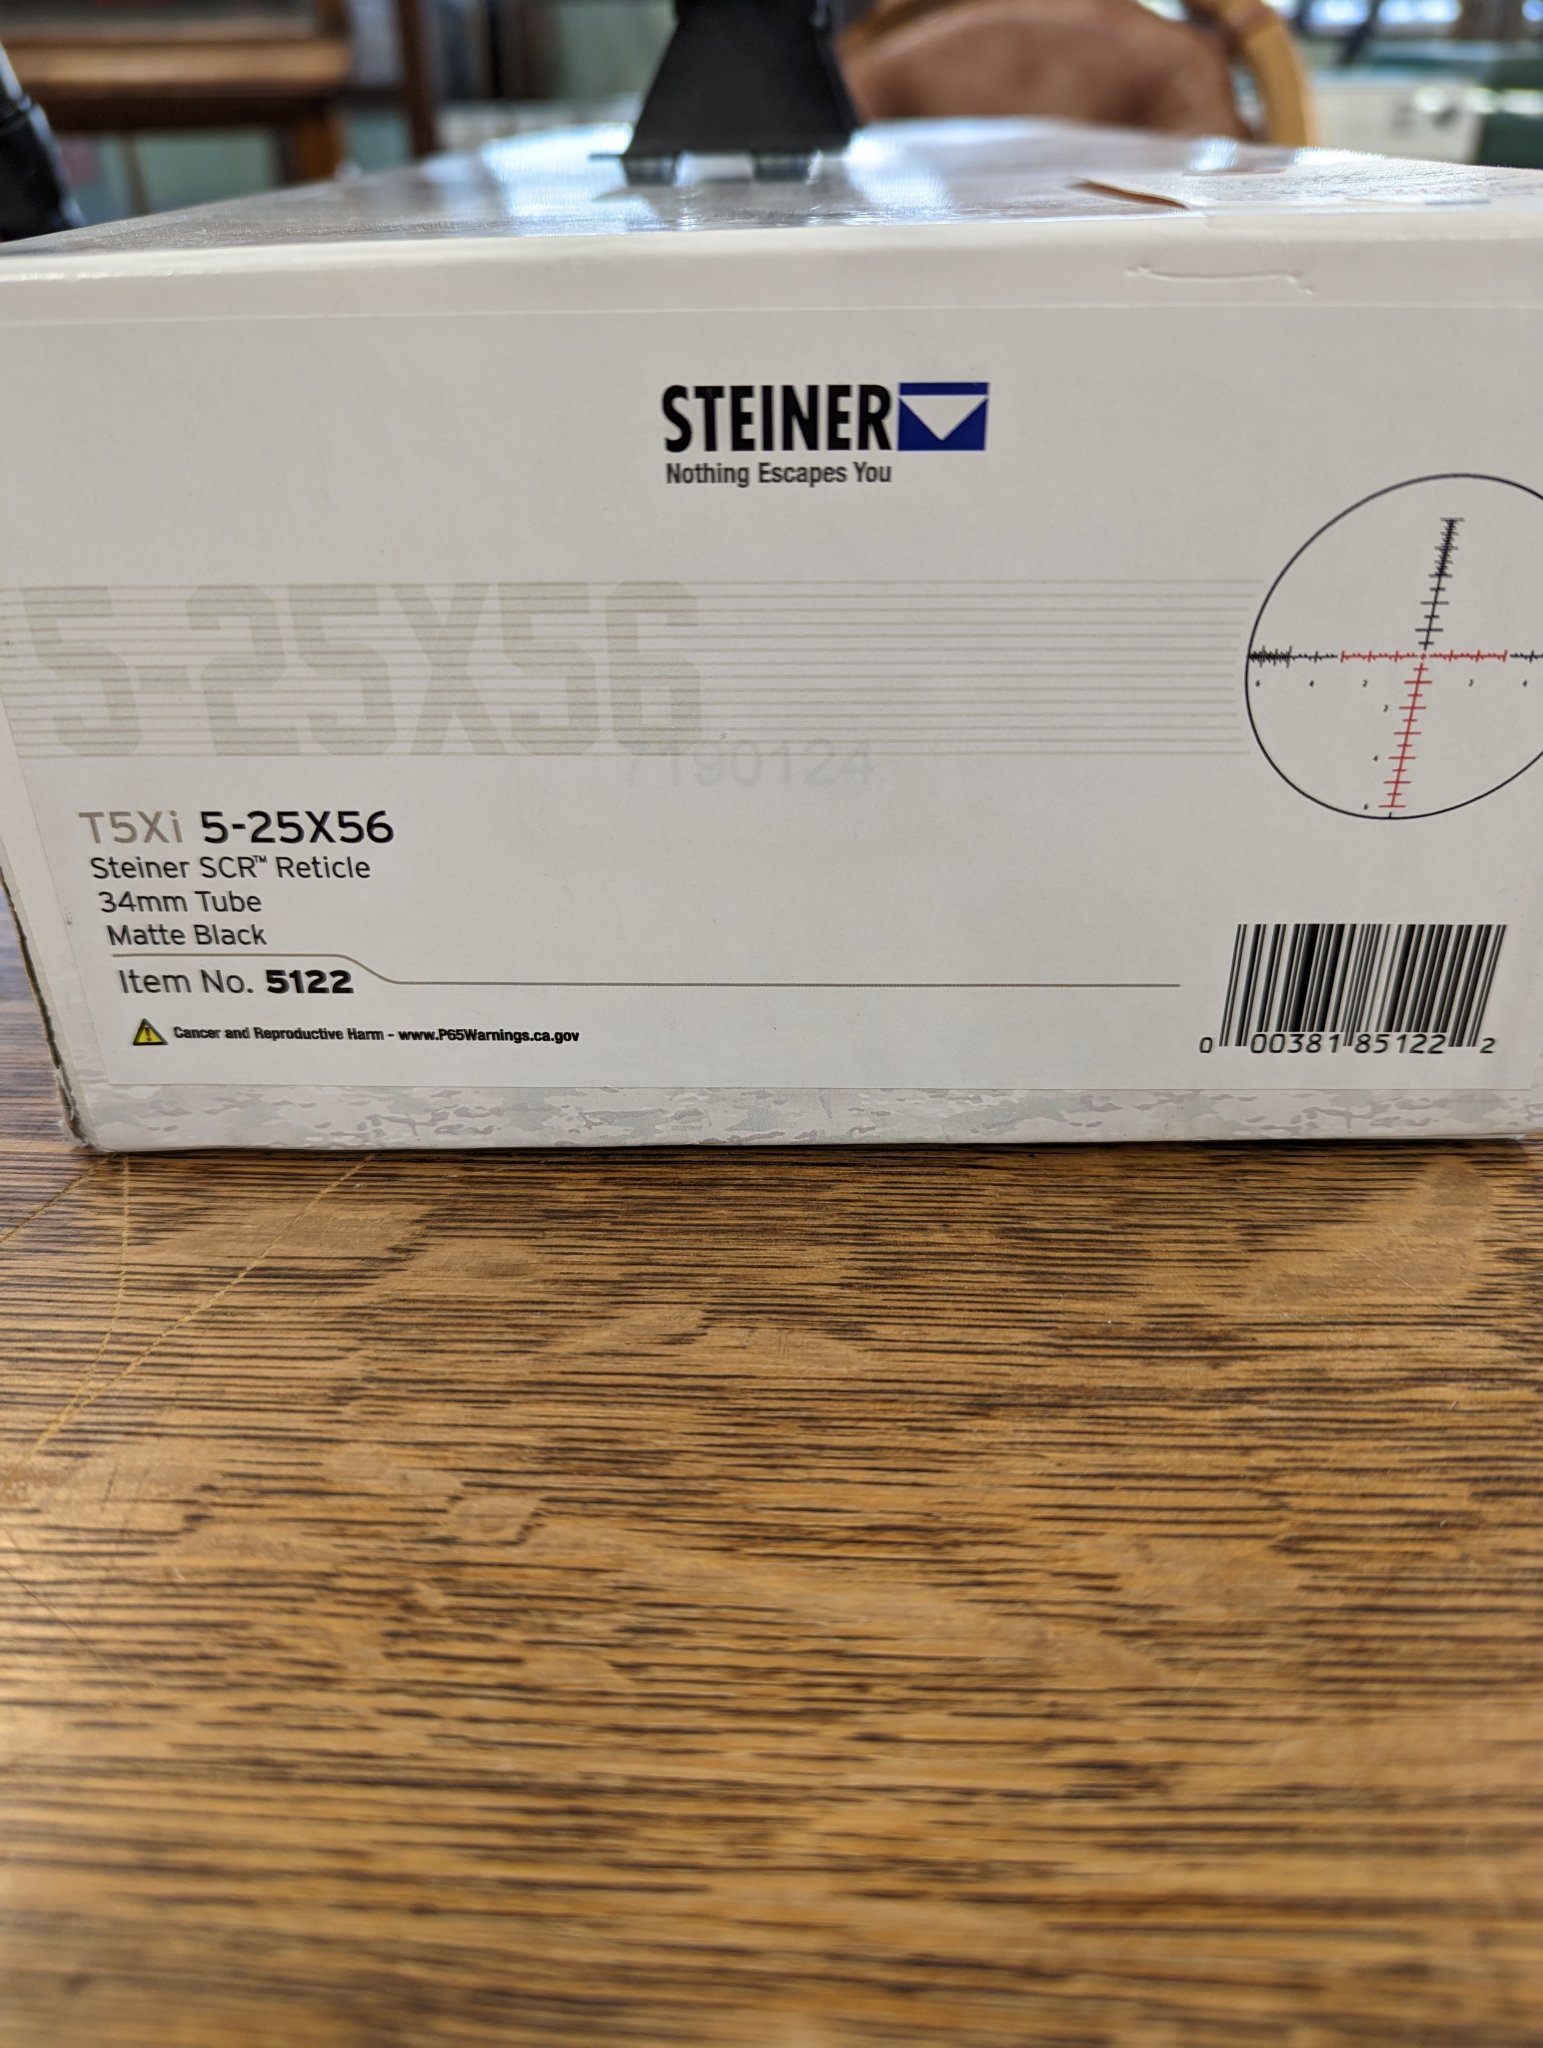 STEINER
Nothing Escapes You
5-25X56
7190124
T5Xi 5-25X56
Steiner SCR™ Reticle
34mm Tube
Matte Black
Item No. 5122
Cancer and Reproductive Harm - www.P65Warnings.ca.gov
0 00381 85122 2